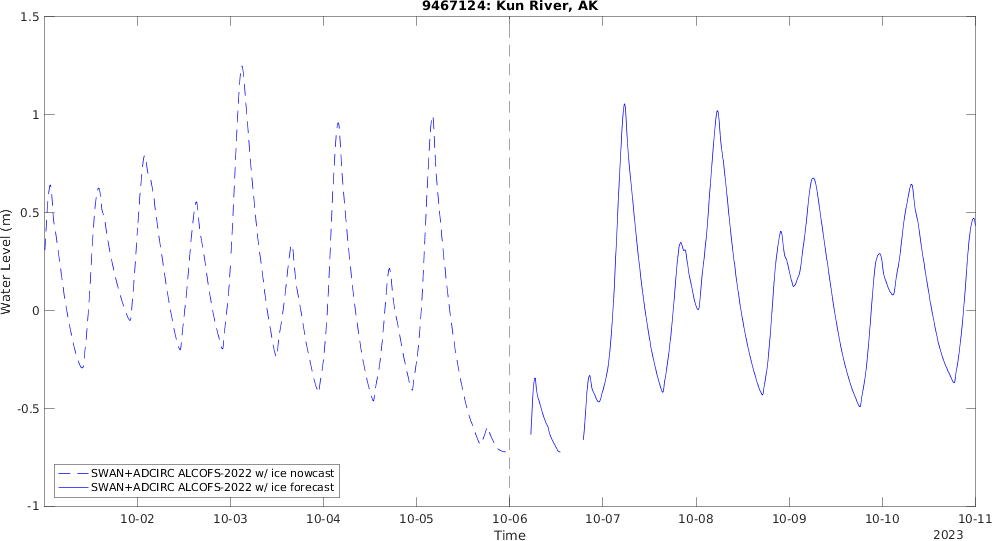 9467124: Kun River, AK
1.5
1
0.5
0
-0.5
-1
Water Level (m)
SWAN+ADCIRC ALCOFS-2022 w/ ice nowcast
SWAN+ADCIRC ALCOFS-2022 w/ ice forecast
10-02 10-03 10-04 10-05 10-06 10-07 10-08 10-09 10-10 10-11
Time
2023